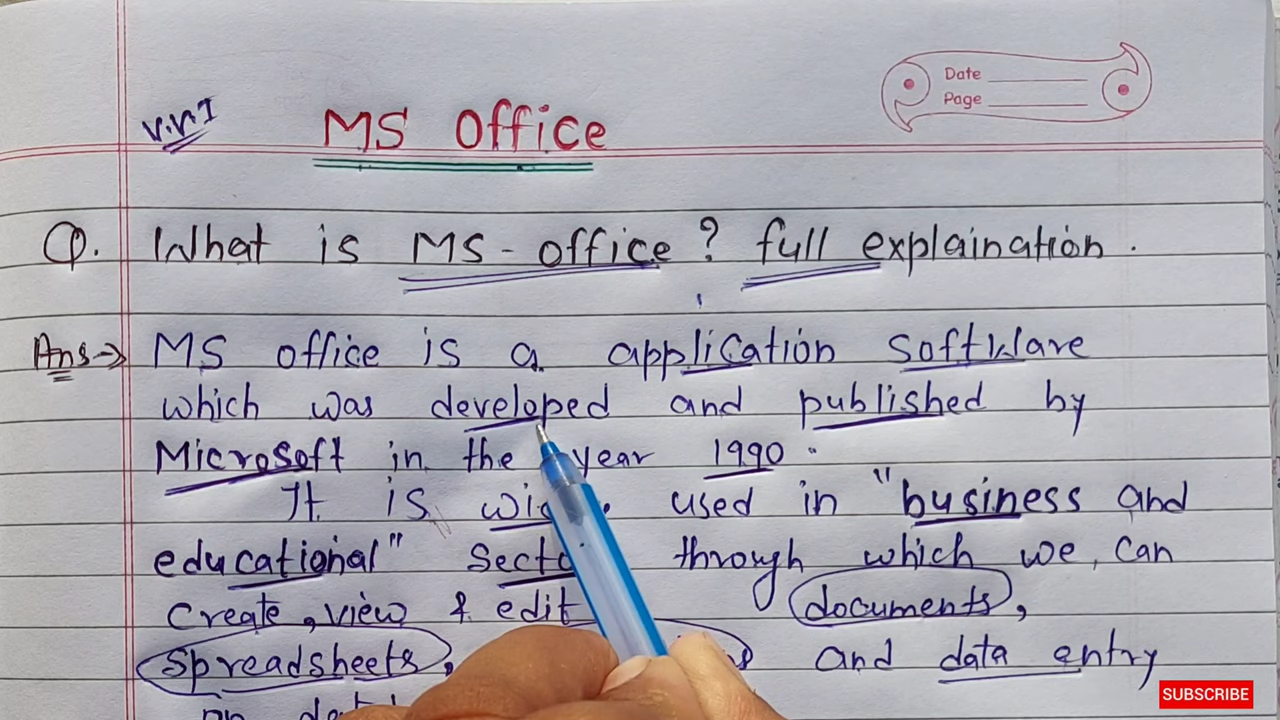 Date
Page
V.V.I
MS Office
Q. What is MS-office? full explaination.
Ans→ MS office is a application software
which was developed and published by
Microsoft in the year 1990.
It is used in "business and
educational" through which we can
create, view & edit documents,
spreadsheets, and data entry
on
SUBSCRIBE